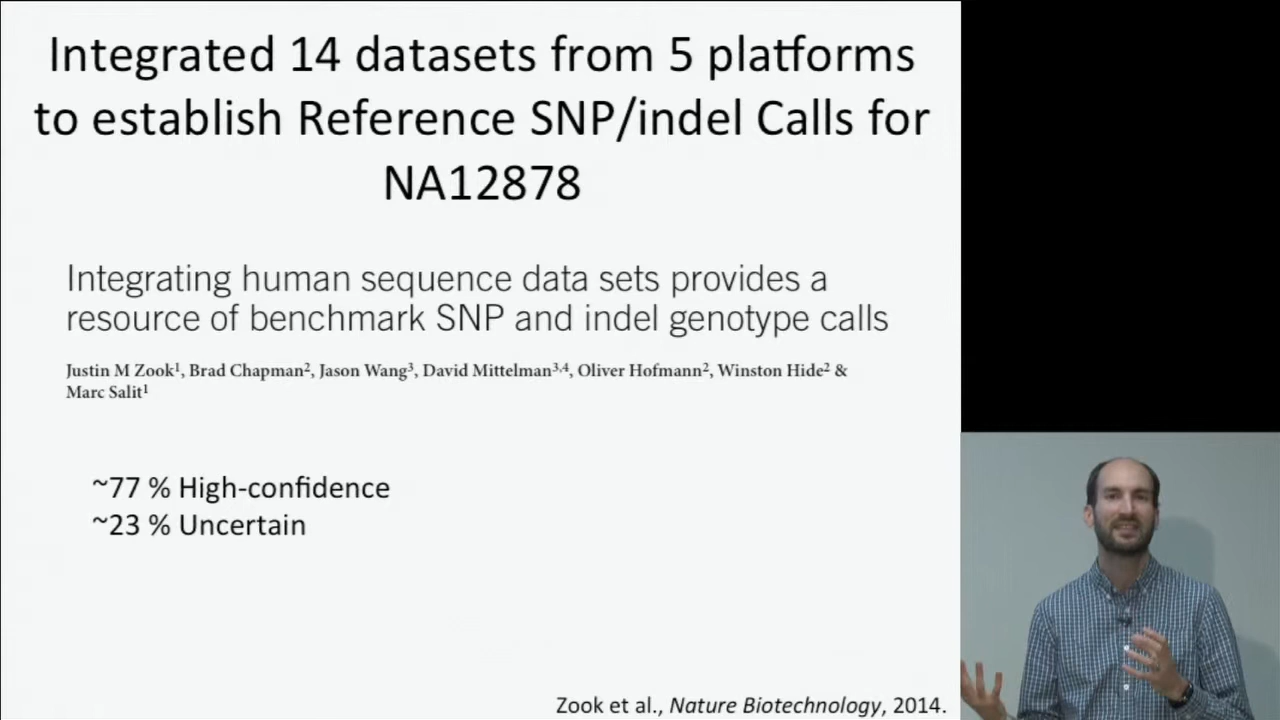 Integrated 14 datasets from 5 platforms
to establish Reference SNP/indel Calls for
NA12878
Integrating human sequence data sets provides a
resource of benchmark SNP and indel genotype calls
Justin M Zook¹, Brad Chapman², Jason Wang³, David Mittelman³,⁴, Oliver Hofmann², Winston Hide² &
Marc Salit¹
~77 % High-confidence
~23 % Uncertain
Zook et al., Nature Biotechnology, 2014.